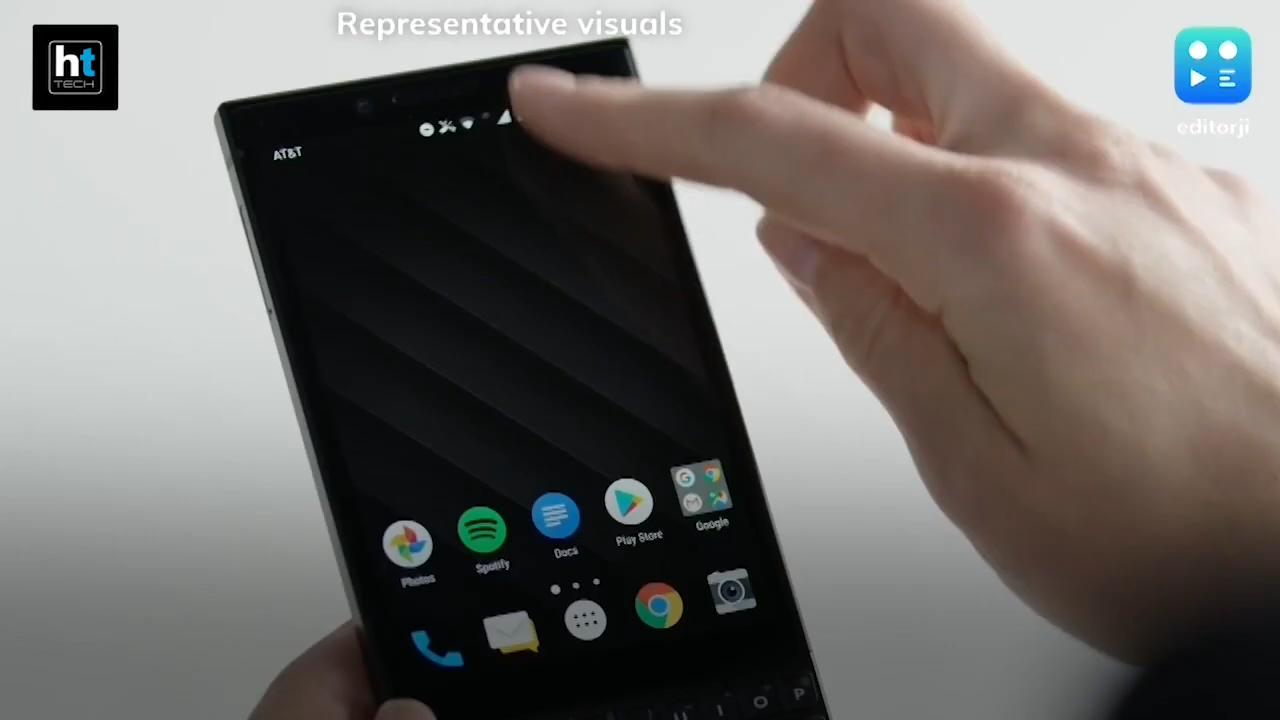 Representative visuals
ht
TECH
editorji
AT&T
Photos
Spotify
Docs
Play Store
Google
U I O P